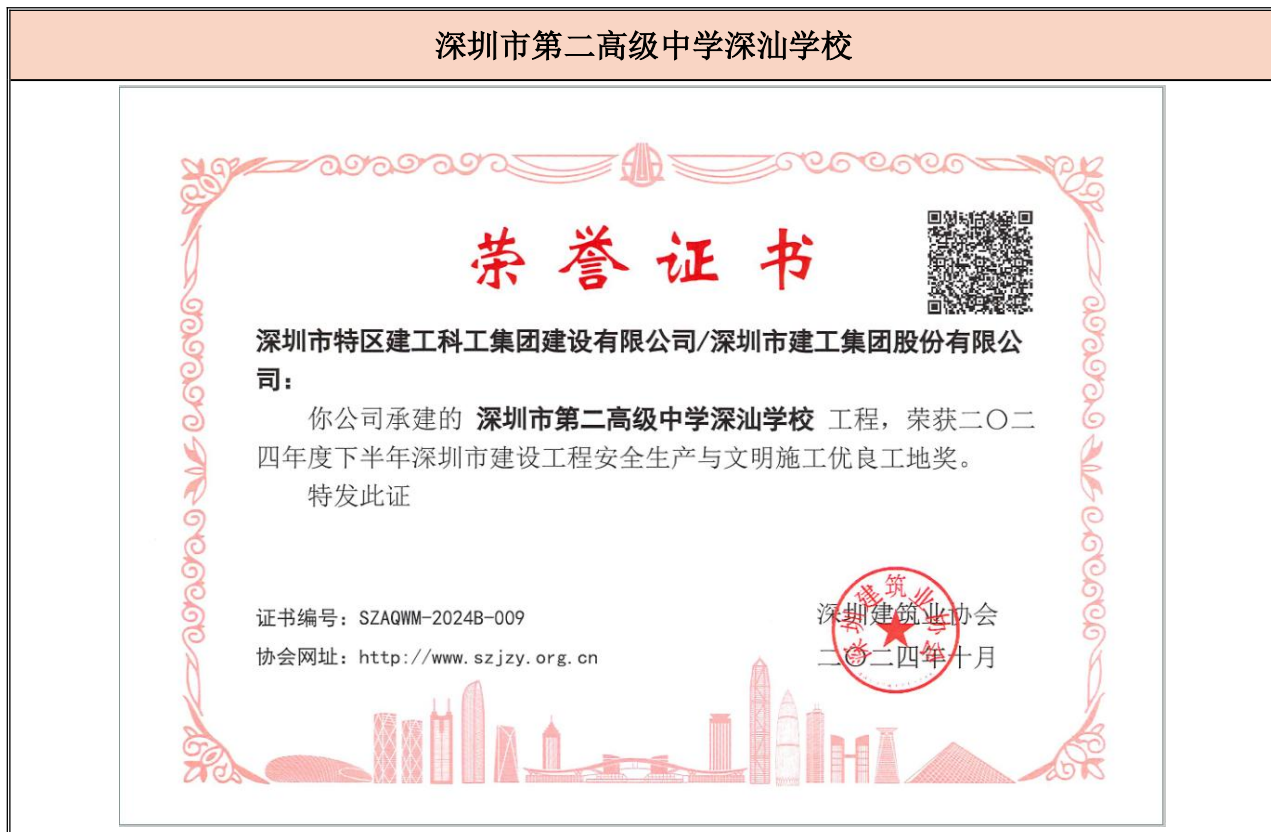 深圳市第二高级中学深汕学校
荣誉证书
深圳市特区建工科工集团建设有限公司/深圳市建工集团股份有限公
司：
你公司承建的 深圳市第二高级中学深汕学校 工程，荣获二〇二
四年度下半年深圳市建设工程安全生产与文明施工优良工地奖。
特发此证
证书编号：SZAQWM-2024B-009
协会网址：http://www.szjzy.org.cn
深圳建筑业协会
二〇二四年十月
深圳建筑业协会